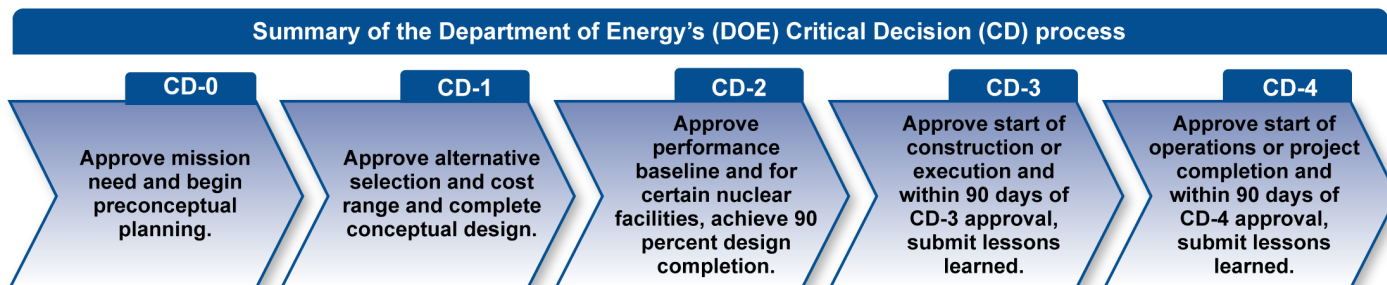 Summary of the Department of Energy’s (DOE) Critical Decision (CD) process
CD-0
Approve mission
need and begin
preconceptual
planning.
CD-1
Approve alternative
selection and cost
range and complete
conceptual design.
CD-2
Approve
performance
baseline and for
certain nuclear
facilities, achieve 90
percent design
completion.
CD-3
Approve start of
construction or
execution and
within 90 days of
CD-3 approval,
submit lessons
learned.
CD-4
Approve start of
operations or project
completion and
within 90 days of
CD-4 approval,
submit lessons
learned.